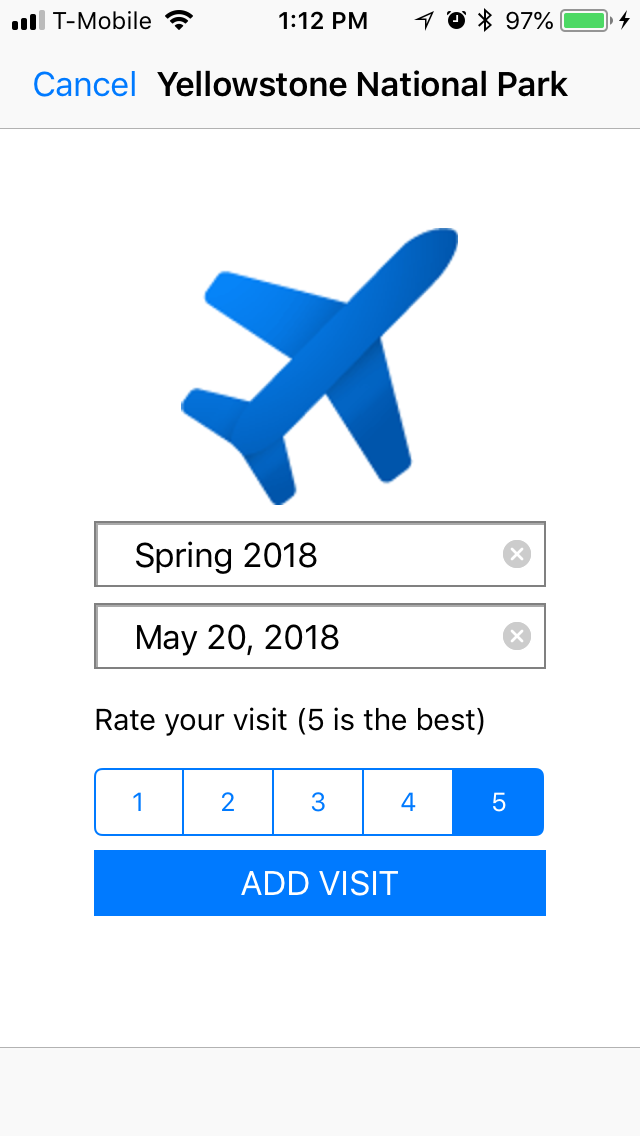 T-Mobile 1:12 PM 97%
Cancel Yellowstone National Park
Spring 2018
May 20, 2018
Rate your visit (5 is the best)
1 2 3 4 5
ADD VISIT